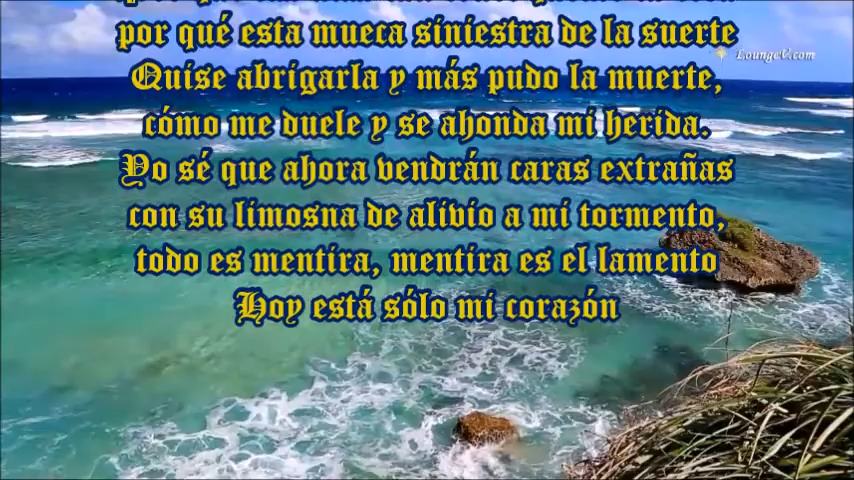 por qué esta mueca siniestra de la suerte
LoungeV.com
Quise abrigarla y más pudo la muerte,
cómo me duele y se ahonda mi herida.
Yo sé que ahora vendrán caras extrañas
con su limosna de alivio a mi tormento,
todo es mentira, mentira es el lamento
Hoy está sólo mi corazón